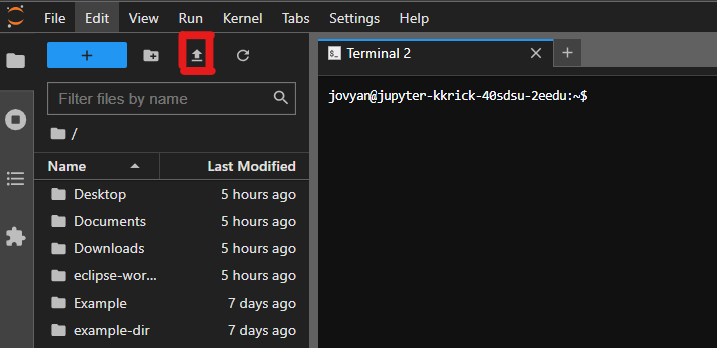 File Edit View Run Kernel Tabs Settings Help
Terminal 2
Filter files by name
/
Name Last Modified
Desktop 5 hours ago
Documents 5 hours ago
Downloads 5 hours ago
eclipse-wor... 5 hours ago
Example 7 days ago
example-dir 7 days ago
jovyan@jupyter-kkrick-40sdsu-2eedu:~$